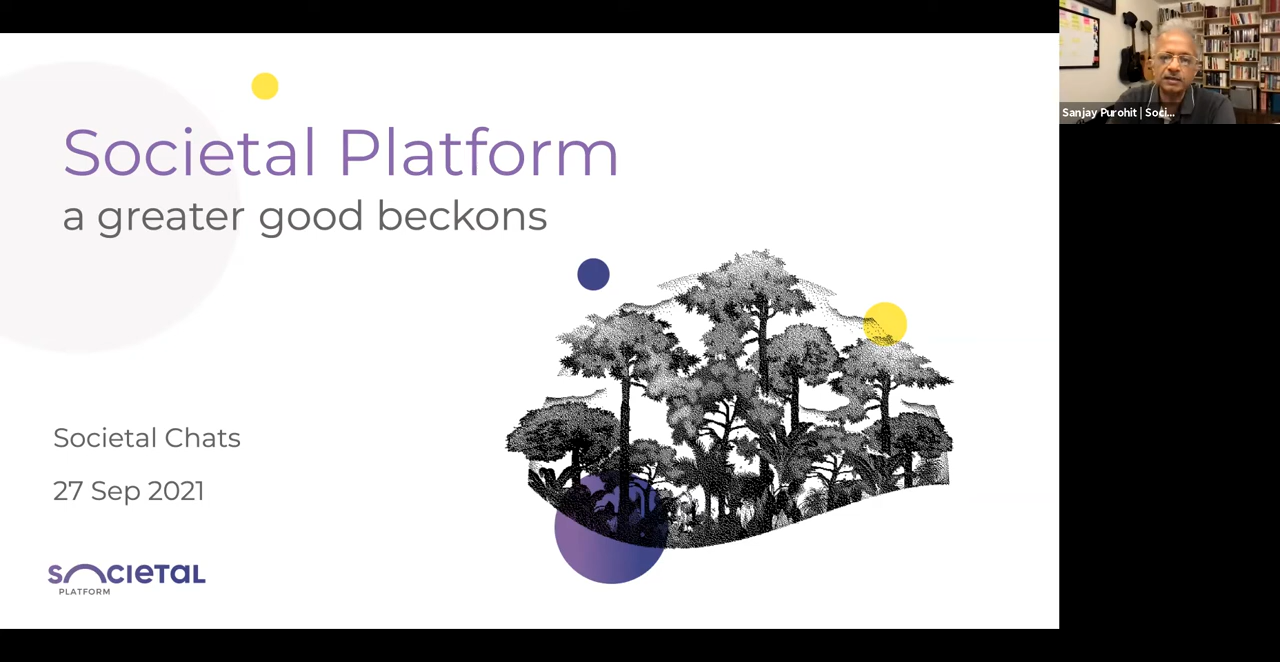 Societal Platform
a greater good beckons
Societal Chats
27 Sep 2021
SOCIETAL
PLATFORM
Sanjay Purohit | Soci...